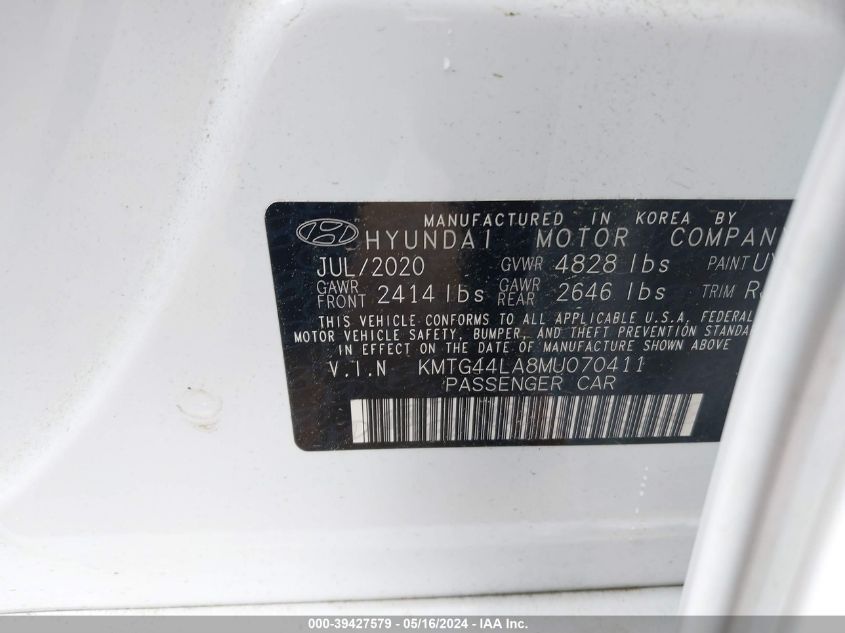 MANUFACTURED IN KOREA BY
HYUNDAI MOTOR COMPAN
JUL/2020 GVWR 4828 lbs PAINT UY
GAWR FRONT 2414 lbs GAWR REAR 2646 lbs TRIM
THIS VEHICLE CONFORMS TO ALL APPLICABLE U.S.A. FEDERAL
MOTOR VEHICLE SAFETY, BUMPER, AND THEFT PREVENTION STANDA
IN EFFECT ON THE DATE OF MANUFACTURE SHOWN ABOVE
V.I.N KMTG44LA8MU070411
PASSENGER CAR
000-39427579 - 05/16/2024 - IAA Inc.